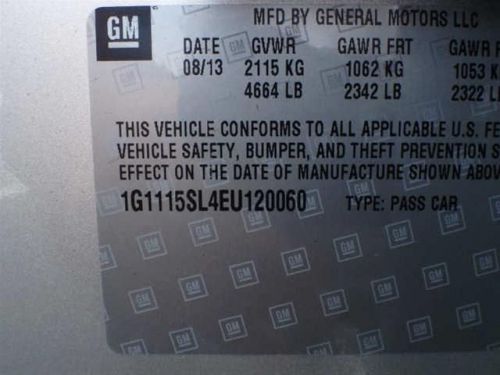 GM
MFD BY GENERAL MOTORS LLC
DATE GVWR GAWR FRT GAWR
08/13 2115 KG 1062 KG 1053 KG
4664 LB 2342 LB 2322 LB
THIS VEHICLE CONFORMS TO ALL APPLICABLE U.S. FE
VEHICLE SAFETY, BUMPER, AND THEFT PREVENTION S
EFFECT ON THE DATE OF MANUFACTURE SHOWN ABOV
1G1115SL4EU120060 TYPE: PASS CAR